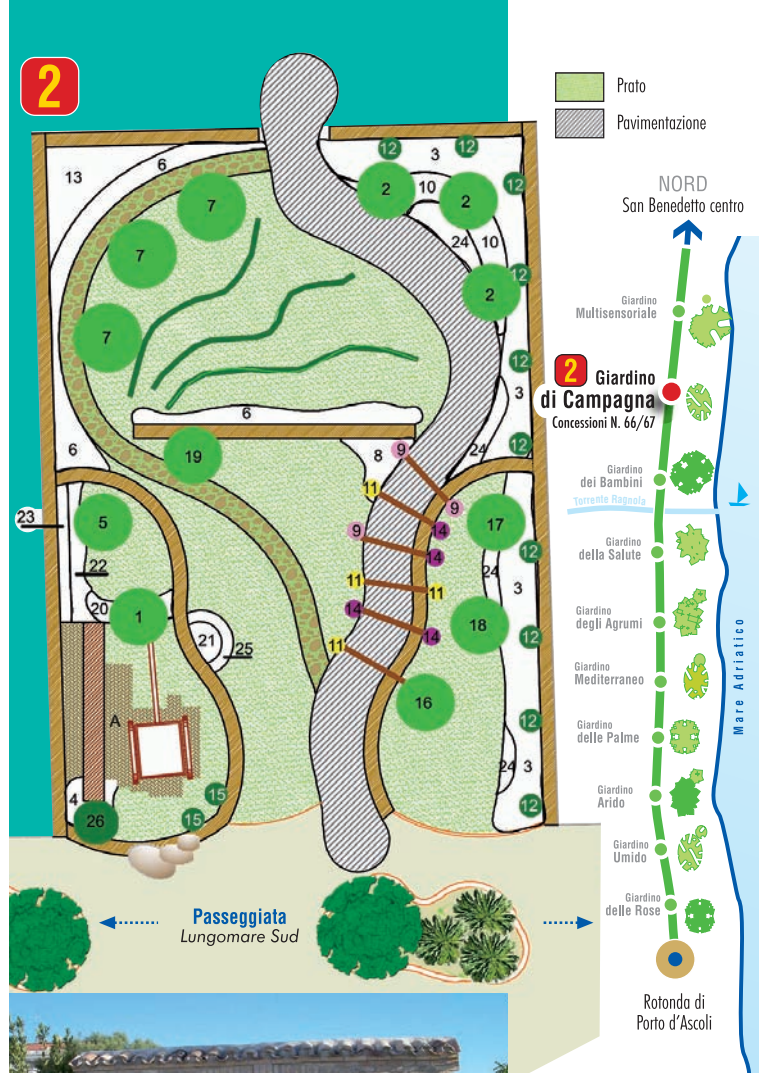 2
Prato
Pavimentazione
NORD
San Benedetto centro
Giardino
Multisensoriale
2 Giardino
di Campagna
Concessioni N. 66/67
Giardino
dei Bambini
Torrente Ragnola
Giardino
della Salute
Giardino
degli Agrumi
Giardino
Mediterraneo
Giardino
delle Palme
Giardino
Arido
Giardino
Umido
Giardino
delle Rose
Rotonda di
Porto d'Ascoli
Mare Adriatico
13
6
12
3
12
7
2
10
2
12
7
24
10
2
12
7
12
3
6
12
6
19
8
9
24
11
9
23
5
9
14
17
14
12
22
11
11
24
3
20
1
14
14
18
12
21
25
11
16
A
12
24
3
4
26
15
15
12
Passeggiata
Lungomare Sud